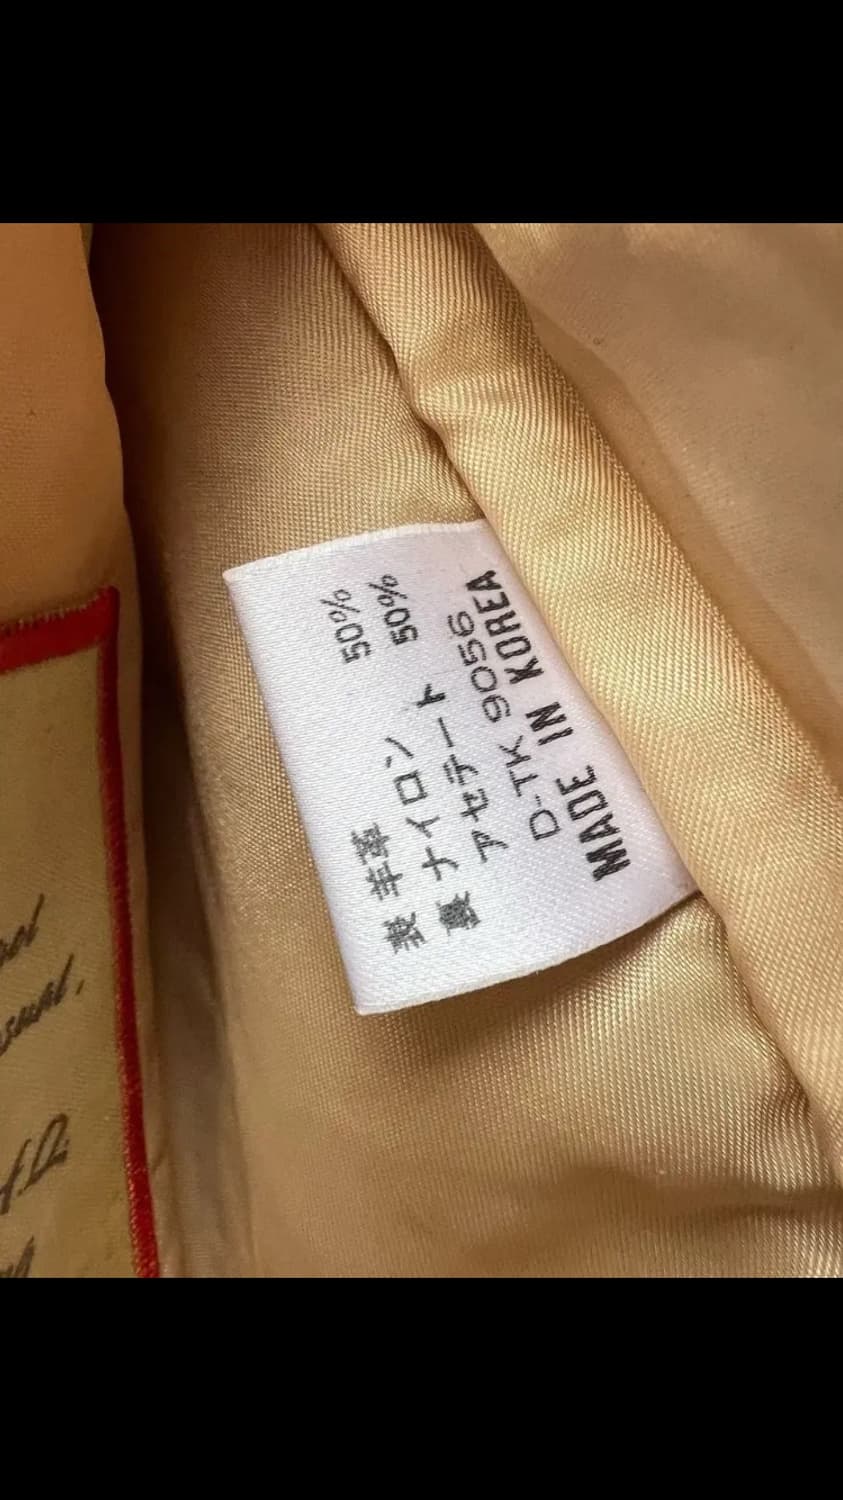 表 羊革
裏 ナイロン 50%
アセテート 50%
D-TK 9056
MADE IN KOREA